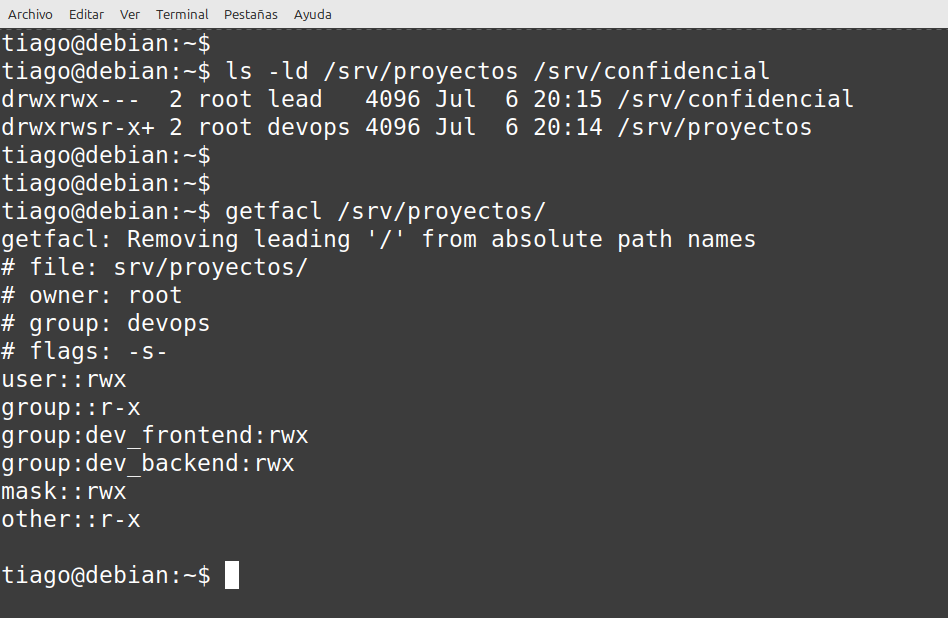 Archivo Editar Ver Terminal Pestañas Ayuda
tiago@debian:~$
tiago@debian:~$ ls -ld /srv/proyectos /srv/confidencial
drwxrwx---  2 root lead   4096 Jul  6 20:15 /srv/confidencial
drwxrwsr-x+ 2 root devops 4096 Jul  6 20:14 /srv/proyectos
tiago@debian:~$
tiago@debian:~$
tiago@debian:~$ getfacl /srv/proyectos/
getfacl: Removing leading '/' from absolute path names
# file: srv/proyectos/
# owner: root
# group: devops
# flags: -s-
user::rwx
group::r-x
group:dev_frontend:rwx
group:dev_backend:rwx
mask::rwx
other::r-x
tiago@debian:~$